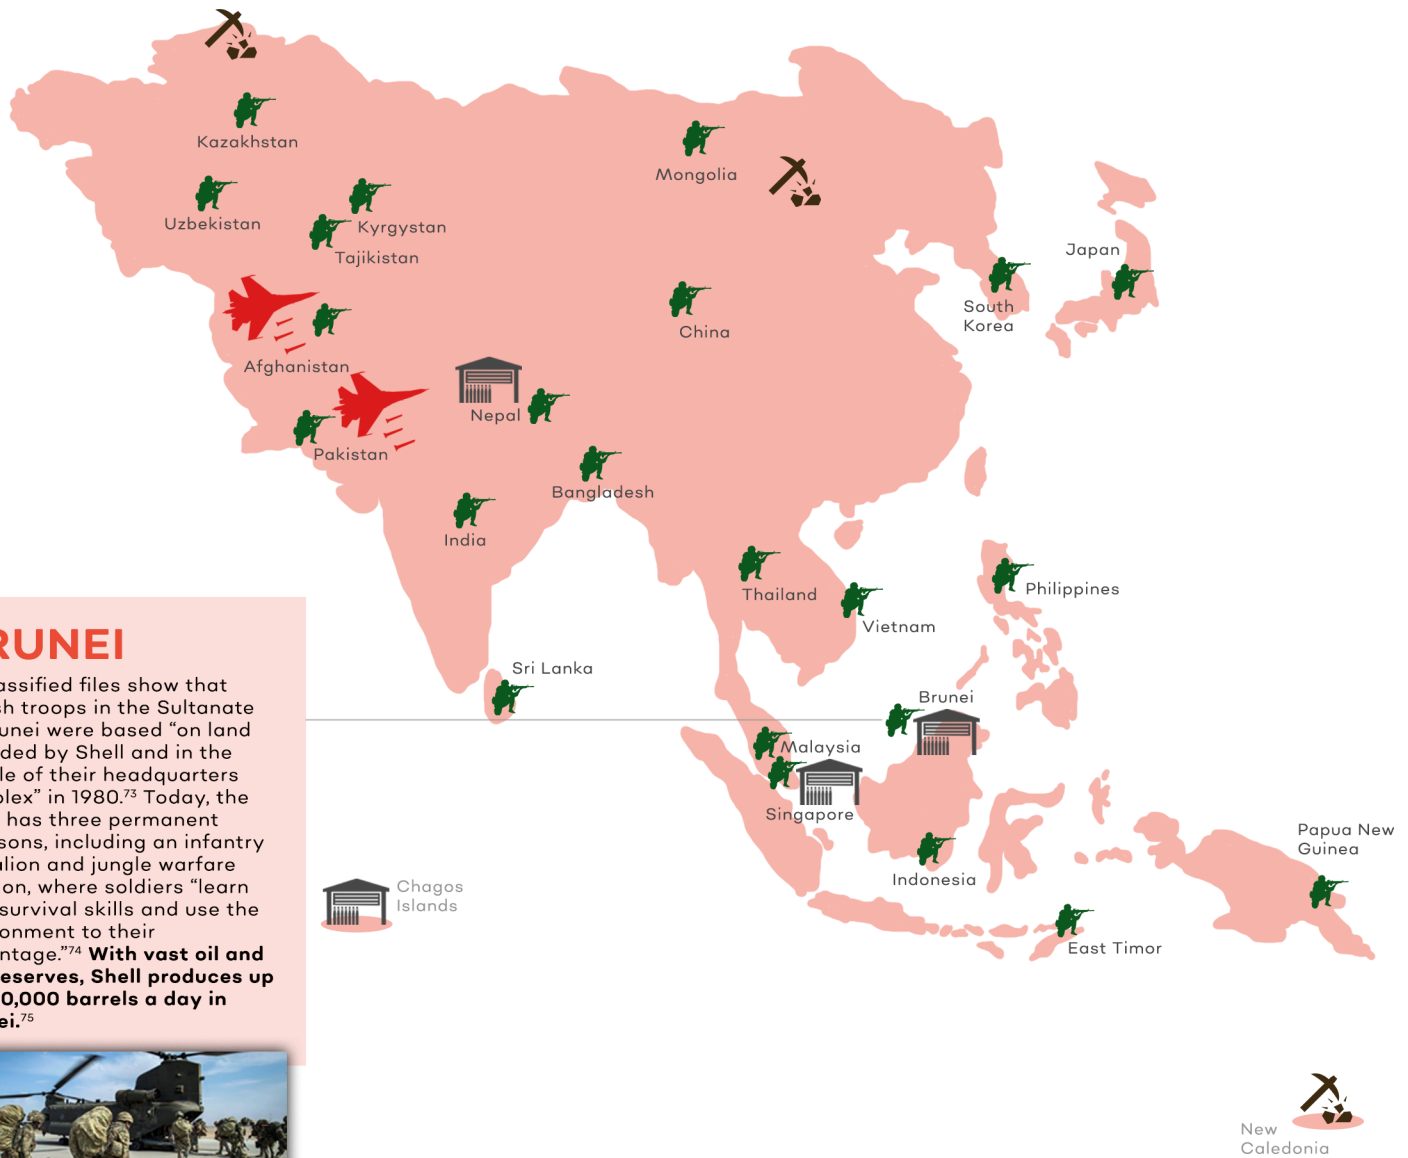 Kazakhstan
Mongolia
Uzbekistan
Kyrgystan
Tajikistan
Japan
South
Korea
China
Afghanistan
Nepal
Pakistan
Bangladesh
India
Thailand
Philippines
Vietnam
Sri Lanka
Brunei
Malaysia
Singapore
Papua New
Guinea
Indonesia
East Timor
Chagos
Islands
New
Caledonia
RUNEI
assified files show that
sh troops in the Sultanate
unei were based “on land
ded by Shell and in the
le of their headquarters
plex” in 1980.73 Today, the
has three permanent
sons, including an infantry
alion and jungle warfare
on, where soldiers “learn
survival skills and use the
onment to their
ntage.”74 With vast oil and
eserves, Shell produces up
0,000 barrels a day in
ei.75